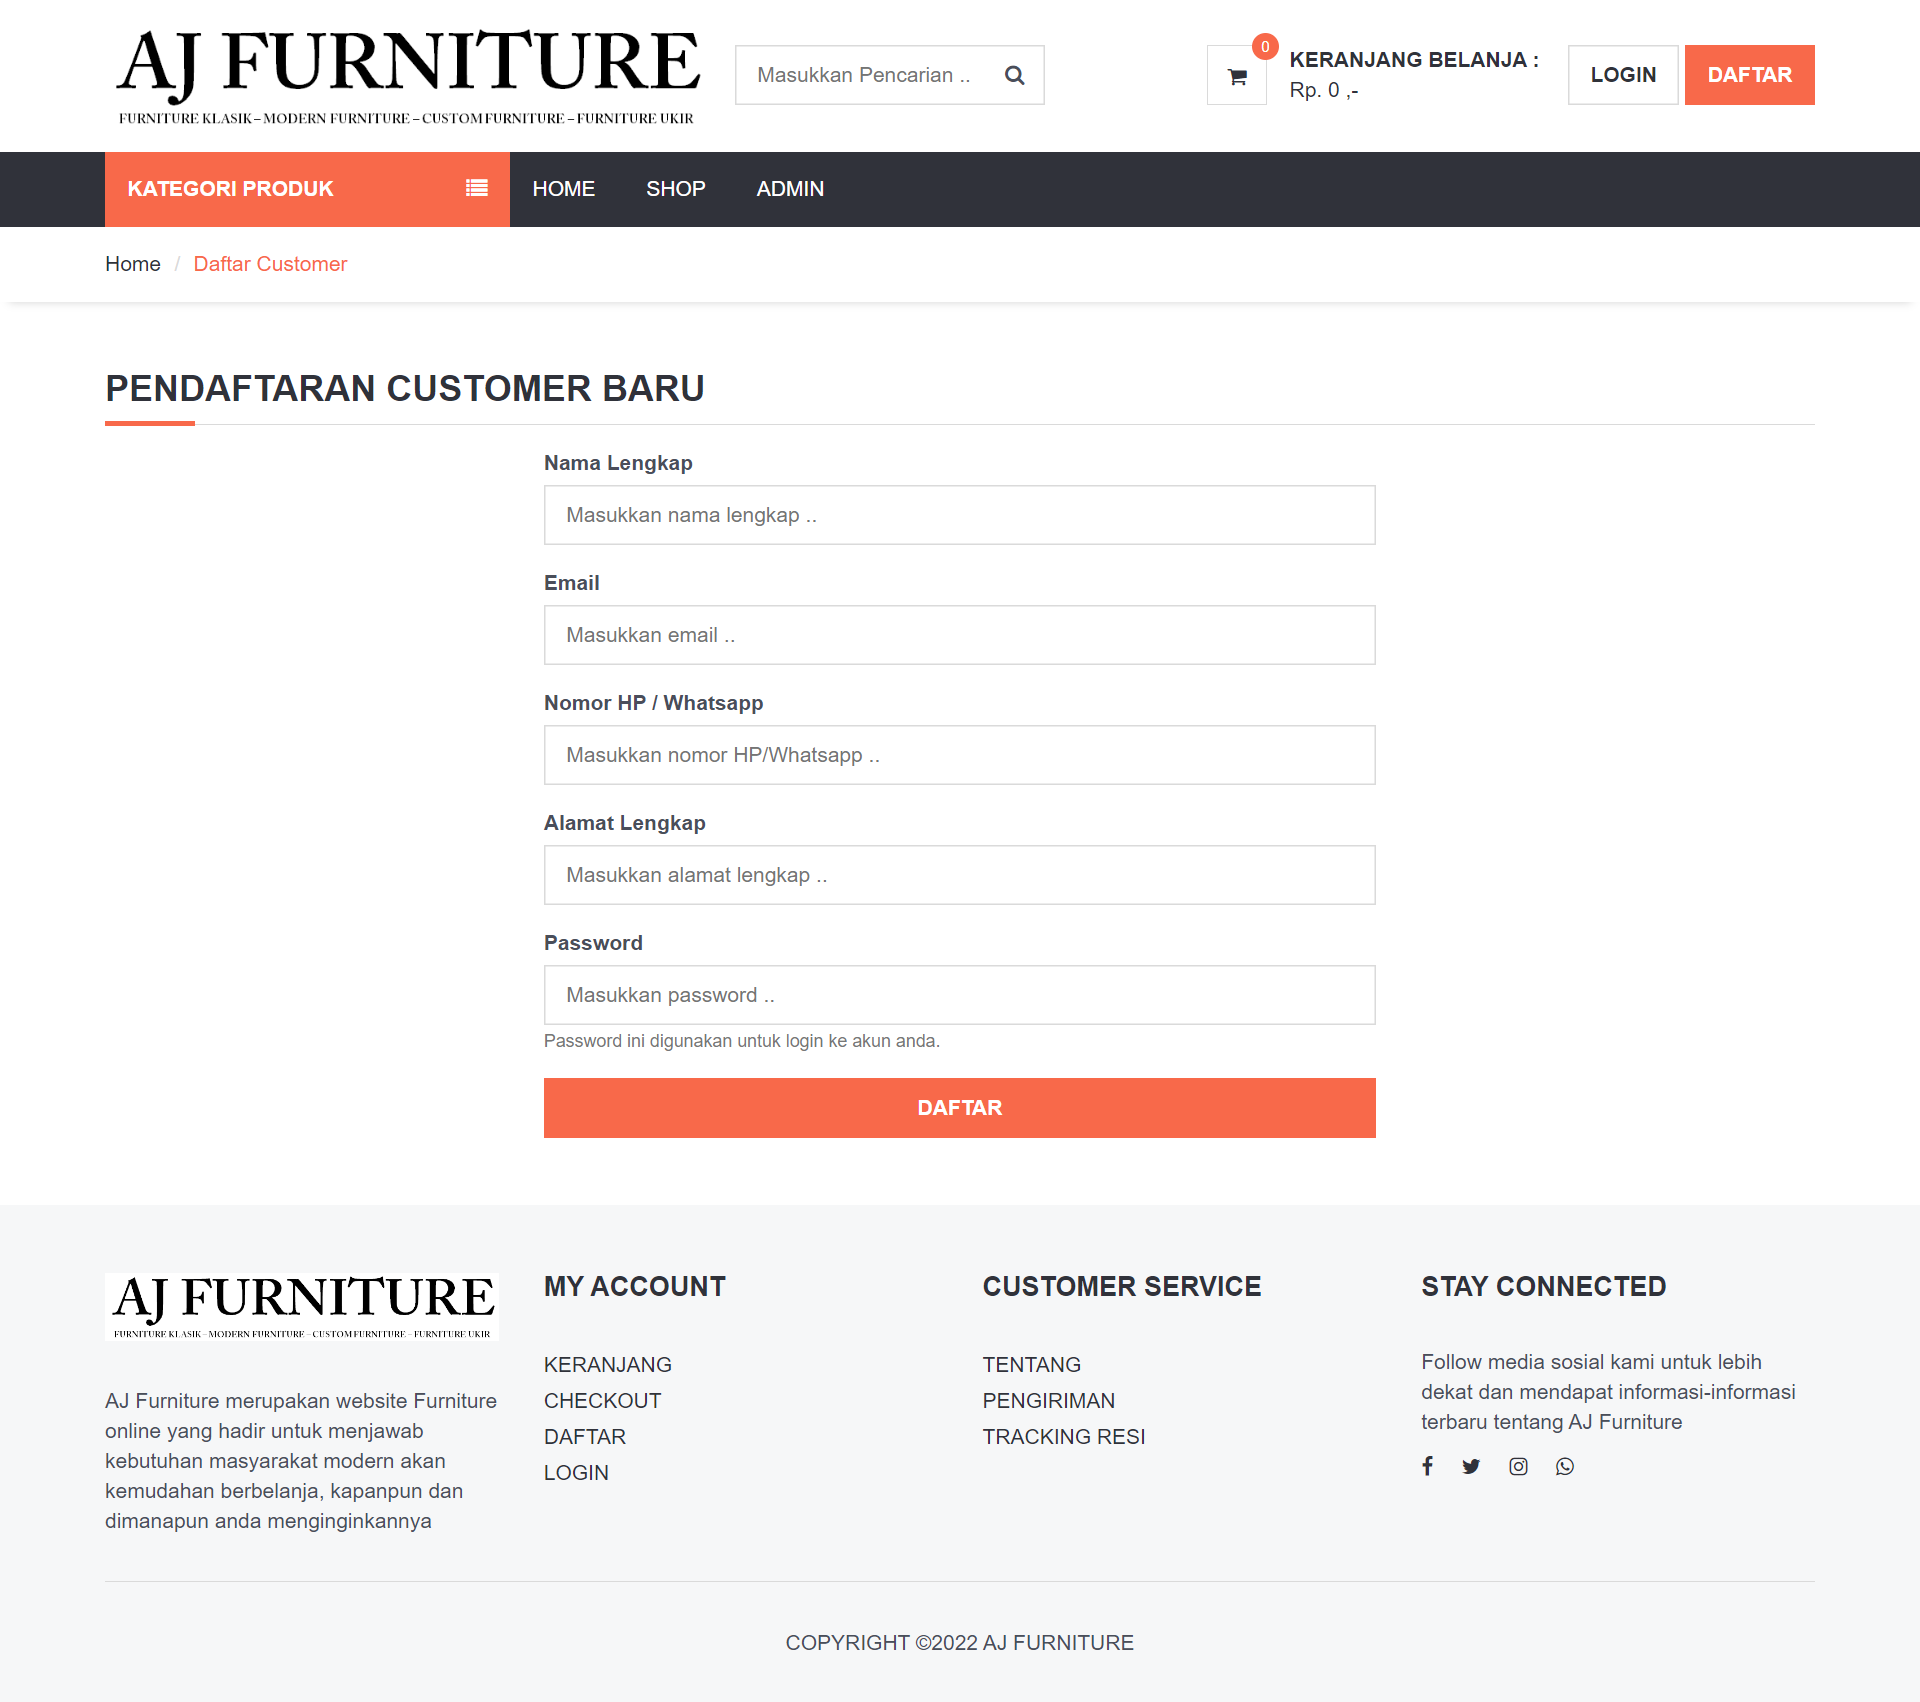 AJ FURNITURE
FURNITURE KLASIK – MODERN FURNITURE – CUSTOM FURNITURE – FURNITURE UKIR
Masukkan Pencarian ..
0
KERANJANG BELANJA :
Rp. 0 ,-
LOGIN
DAFTAR
KATEGORI PRODUK
HOME
SHOP
ADMIN
Home / Daftar Customer
PENDAFTARAN CUSTOMER BARU
Nama Lengkap
Masukkan nama lengkap ..
Email
Masukkan email ..
Nomor HP / Whatsapp
Masukkan nomor HP/Whatsapp ..
Alamat Lengkap
Masukkan alamat lengkap ..
Password
Masukkan password ..
Password ini digunakan untuk login ke akun anda.
DAFTAR
AJ FURNITURE
FURNITURE KLASIK – MODERN FURNITURE – CUSTOM FURNITURE – FURNITURE UKIR
AJ Furniture merupakan website Furniture
online yang hadir untuk menjawab
kebutuhan masyarakat modern akan
kemudahan berbelanja, kapanpun dan
dimanapun anda menginginkannya
MY ACCOUNT
KERANJANG
CHECKOUT
DAFTAR
LOGIN
CUSTOMER SERVICE
TENTANG
PENGIRIMAN
TRACKING RESI
STAY CONNECTED
Follow media sosial kami untuk lebih
dekat dan mendapat informasi-informasi
terbaru tentang AJ Furniture
COPYRIGHT ©2022 AJ FURNITURE